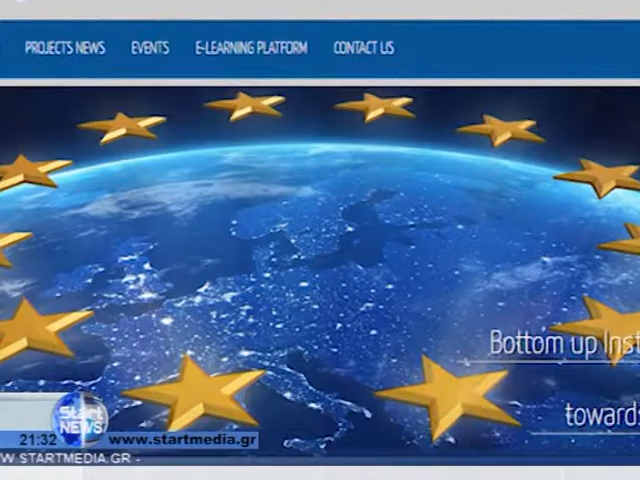 PROJECTS NEWS EVENTS E-LEARNING PLATFORM CONTACT US
Bottom up Inst
towards
Start
NEWS
21:32 www.startmedia.gr
WW.STARTMEDIA.GR -